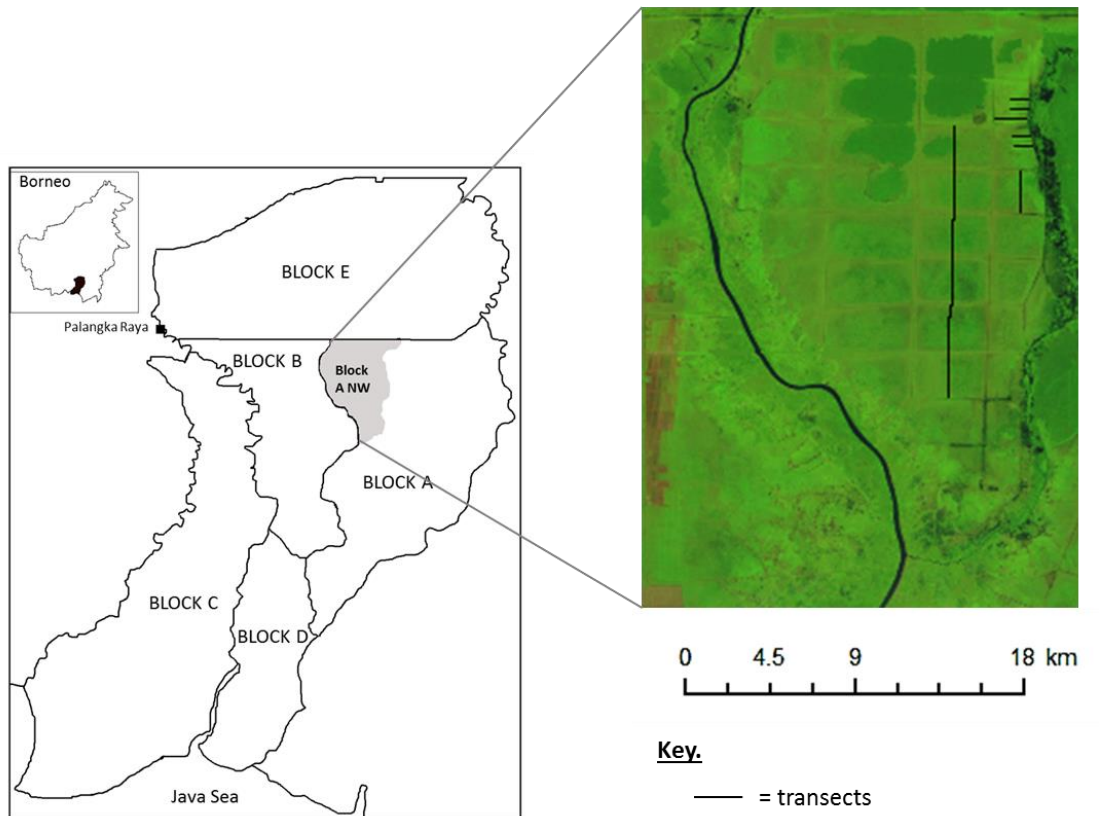 Borneo
BLOCK E
Palangka Raya
BLOCK B
Block
A NW
BLOCK A
BLOCK C
BLOCK D
Java Sea
0 4.5 9 18 km
Key.
= transects